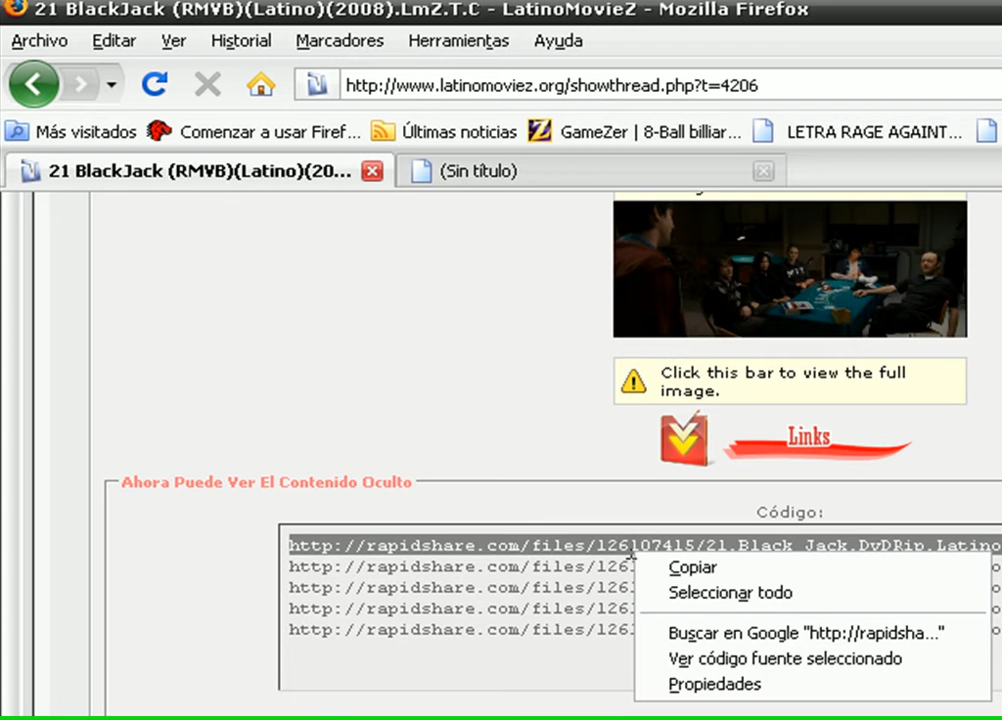 21 BlackJack (RMVB)(Latino)(2008).LmZ.T.C - LatinoMovieZ - Mozilla Firefox
Archivo Editar Ver Historial Marcadores Herramientas Ayuda
http://www.latinomoviez.org/showthread.php?t=4206
Más visitados Comenzar a usar Firef... Últimas noticias GameZer | 8-Ball billiar... LETRA RAGE AGAINT...
21 BlackJack (RMVB)(Latino)(20... (Sin título)
Click this bar to view the full
image.
Links
Ahora Puede Ver El Contenido Oculto
Código:
http://rapidshare.com/files/126107415/21.Black_Jack.DvDRip.Latino
http://rapidshare.com/files/126
http://rapidshare.com/files/126
http://rapidshare.com/files/126
http://rapidshare.com/files/126
Copiar
Seleccionar todo
Buscar en Google "http://rapidsha..."
Ver código fuente seleccionado
Propiedades